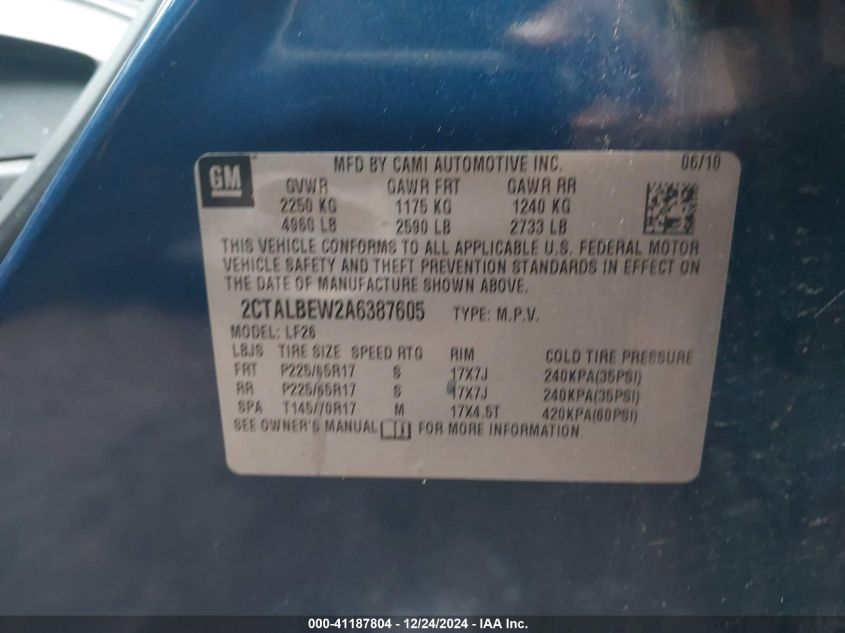 GM
MFD BY CAMI AUTOMOTIVE INC. 06/10
GVWR GAWR FRT GAWR RR
2250 KG 1175 KG 1240 KG
4960 LB 2590 LB 2733 LB
THIS VEHICLE CONFORMS TO ALL APPLICABLE U.S. FEDERAL MOTOR
VEHICLE SAFETY AND THEFT PREVENTION STANDARDS IN EFFECT ON
THE DATE OF MANUFACTURE SHOWN ABOVE.
2CTALBEW2A6387605 TYPE: M.P.V.
MODEL: LF26
LBJS TIRE SIZE SPEED RTG RIM COLD TIRE PRESSURE
FRT P225/65R17 S 17X7J 240KPA(35PSI)
RR P225/65R17 S 17X7J 240KPA(35PSI)
SPA T145/70R17 M 17X4.5T 420KPA(60PSI)
SEE OWNER'S MANUAL FOR MORE INFORMATION.
000-41187804 - 12/24/2024 - IAA Inc.